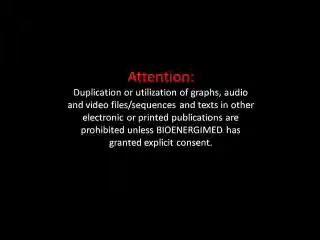 Attention:
Duplication or utilization of graphs, audio
and video files/sequences and texts in other
electronic or printed publications are
prohibited unless BIOENERGIMED has
granted explicit consent.